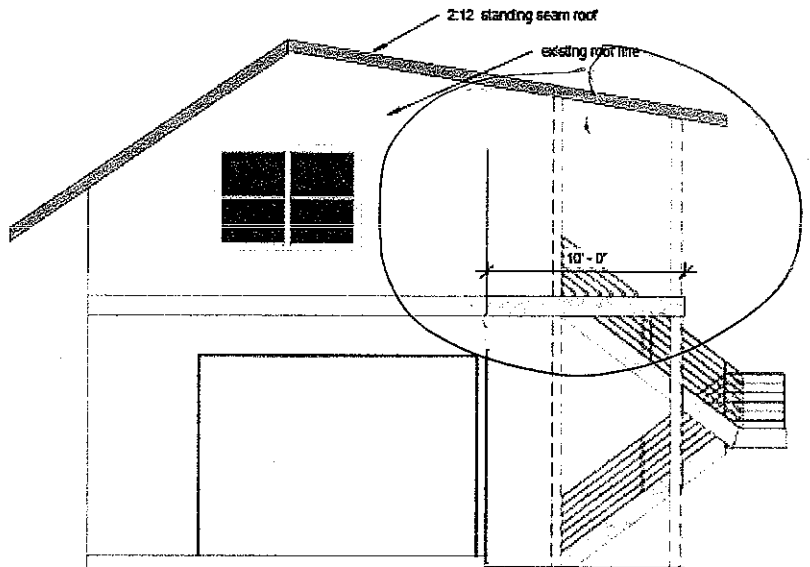 2:12 standing seam roof
existing roof line
10' - 0"